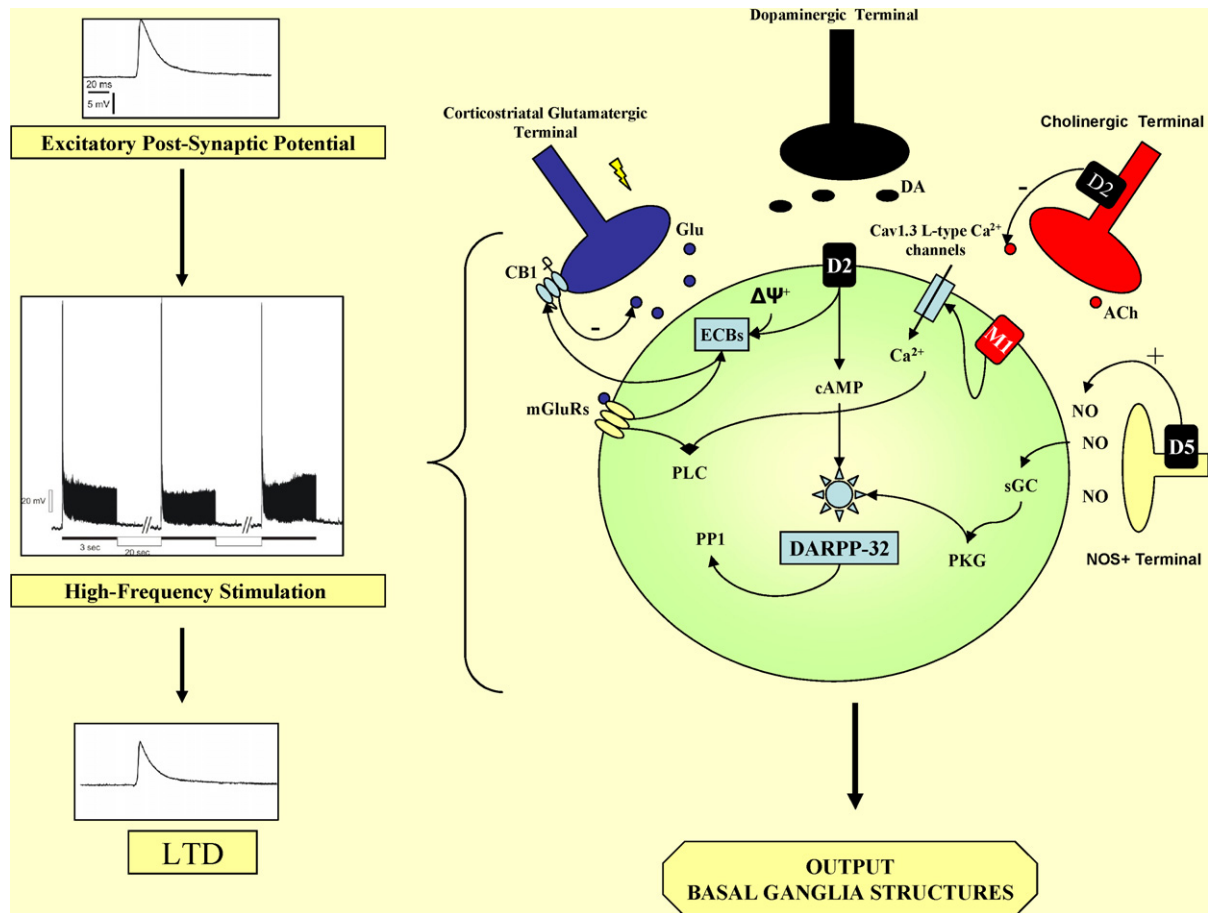 20 ms
5 mV
Excitatory Post-Synaptic Potential
20 mV
3 sec
20 sec
High-Frequency Stimulation
LTD
Dopaminergic Terminal
DA
Corticostriatal Glutamatergic
Terminal
Glu
CB1
-
Cholinergic Terminal
D2
-
ACh
Cav1.3 L-type Ca²⁺
channels
D2
ΔΨ⁺
ECBs
Ca²⁺
M1
cAMP
mGluRs
PLC
+
NO
NO
NO
D5
sGC
PKG
NOS+ Terminal
DARPP-32
PP1
OUTPUT
BASAL GANGLIA STRUCTURES